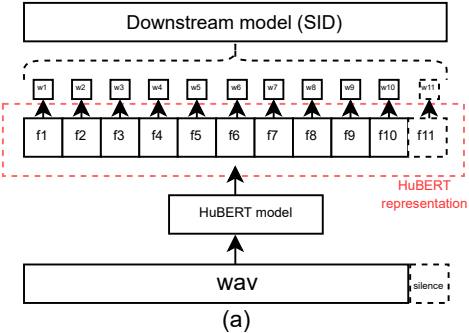 Downstream model (SID)
w1 w2 w3 w4 w5 w6 w7 w8 w9 w10 w11
f1 f2 f3 f4 f5 f6 f7 f8 f9 f10 f11
HuBERT
representation
HuBERT model
wav silence
(a)